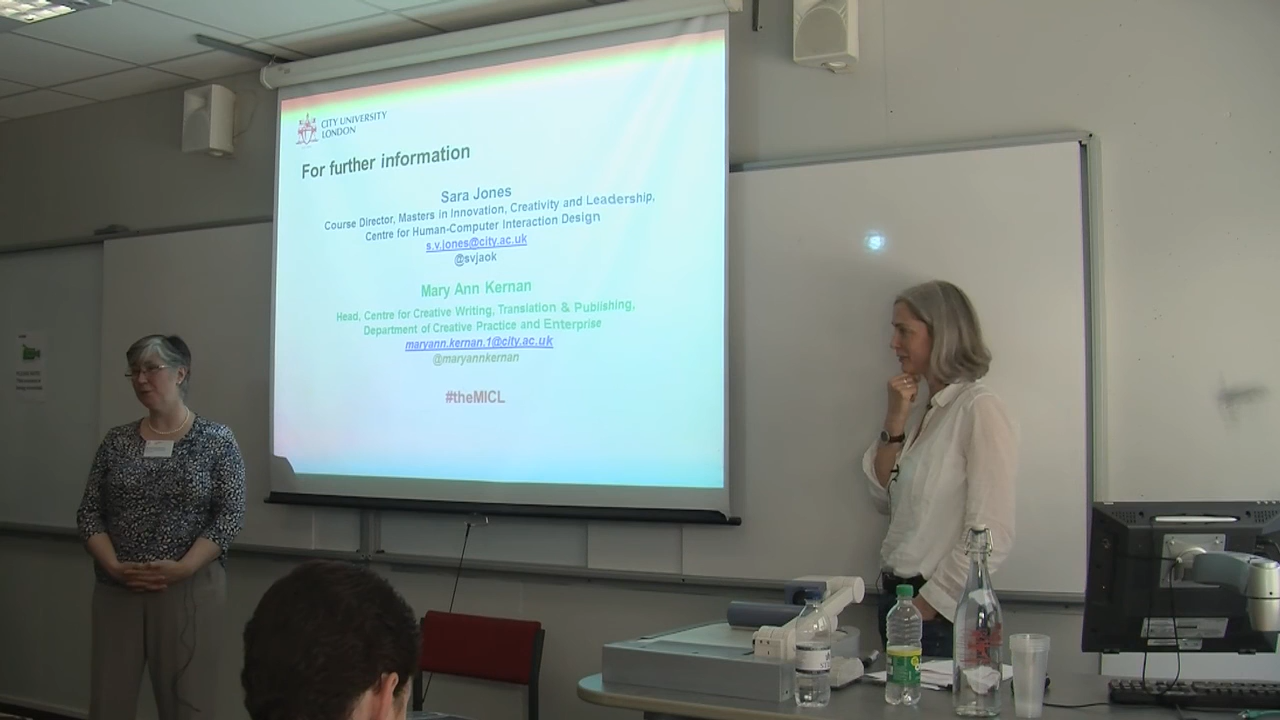 CITY UNIVERSITY
LONDON
For further information
Sara Jones
Course Director, Masters in Innovation, Creativity and Leadership,
Centre for Human-Computer Interaction Design
s.v.jones@city.ac.uk
@svjaok
Mary Ann Kernan
Head, Centre for Creative Writing, Translation & Publishing,
Department of Creative Practice and Enterprise
maryann.kernan.1@city.ac.uk
@maryannkernan
#theMICL